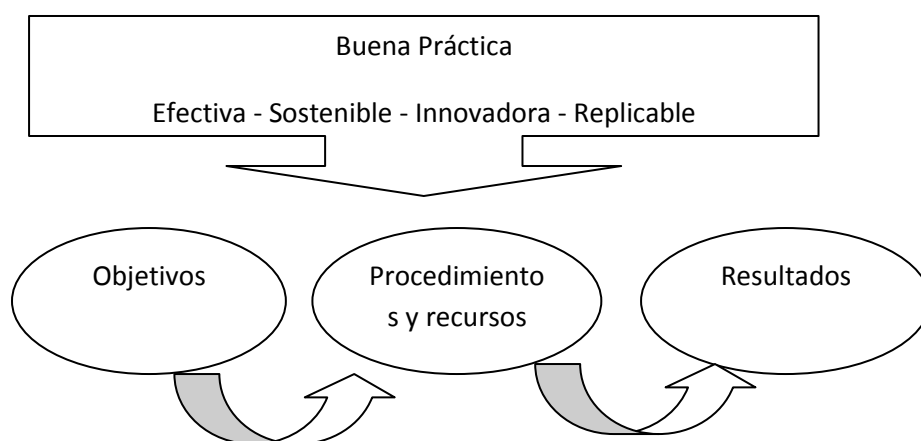 Buena Práctica
Efectiva - Sostenible - Innovadora - Replicable
Objetivos
Procedimiento
s y recursos
Resultados